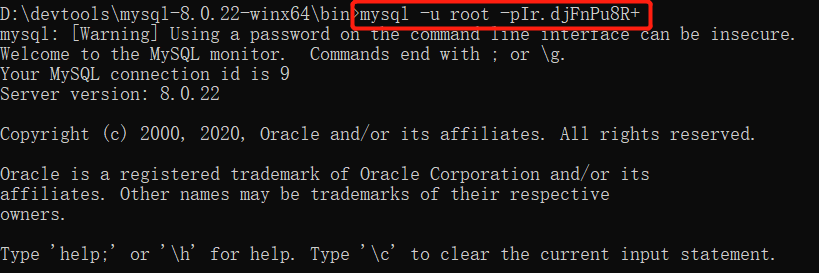 D:\devtools\mysql-8.0.22-winx64\bin>mysql -u root -pIr.djFnPu8R+
mysql: [Warning] Using a password on the command line interface can be insecure.
Welcome to the MySQL monitor.  Commands end with ; or \g.
Your MySQL connection id is 9
Server version: 8.0.22
Copyright (c) 2000, 2020, Oracle and/or its affiliates. All rights reserved.
Oracle is a registered trademark of Oracle Corporation and/or its
affiliates. Other names may be trademarks of their respective
owners.
Type 'help;' or '\h' for help. Type '\c' to clear the current input statement.